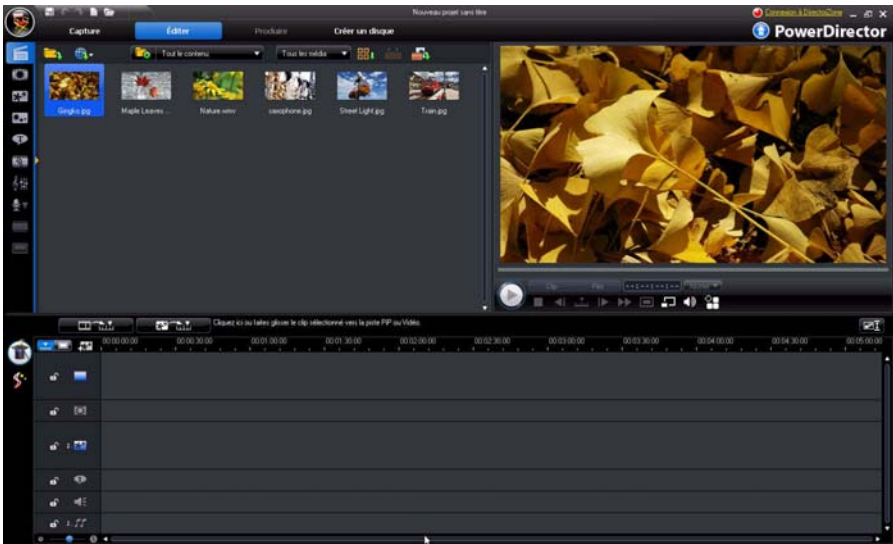 Nouveau projet sans titre
Connexion à DirectorZone
Capture
Éditer
Produire
Créer un disque
PowerDirector
Tout le contenu
Tous les média
Gingko.jpg
Maple Leaves ...
Nature.wmv
saxophone.jpg
Street Light.jpg
Train.jpg
Clip
Film
Cliquez ici ou faites glisser le clip sélectionné vers la piste PiP ou Vidéo.
00:00:00:00
00:00:30:00
00:01:00:00
00:01:30:00
00:02:00:00
00:02:30:00
00:03:00:00
00:03:30:00
00:04:00:00
00:04:30:00
00:05:00:00